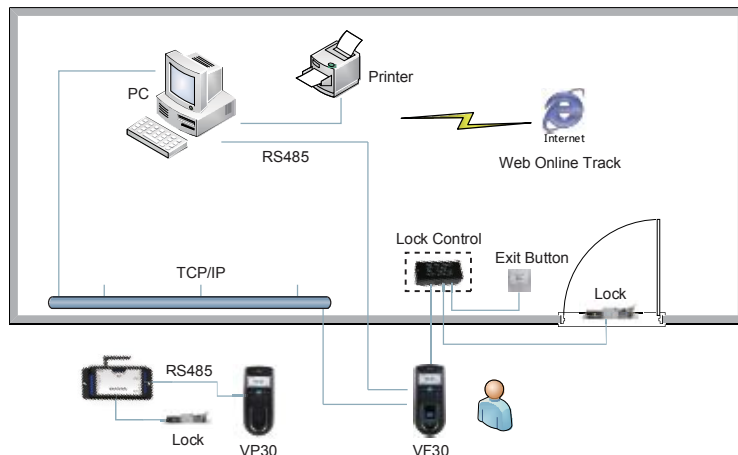 Printer
PC
Internet
RS485
Web Online Track
Lock Control
Exit Button
TCP/IP
Lock
RS485
Lock
VP30
VF30